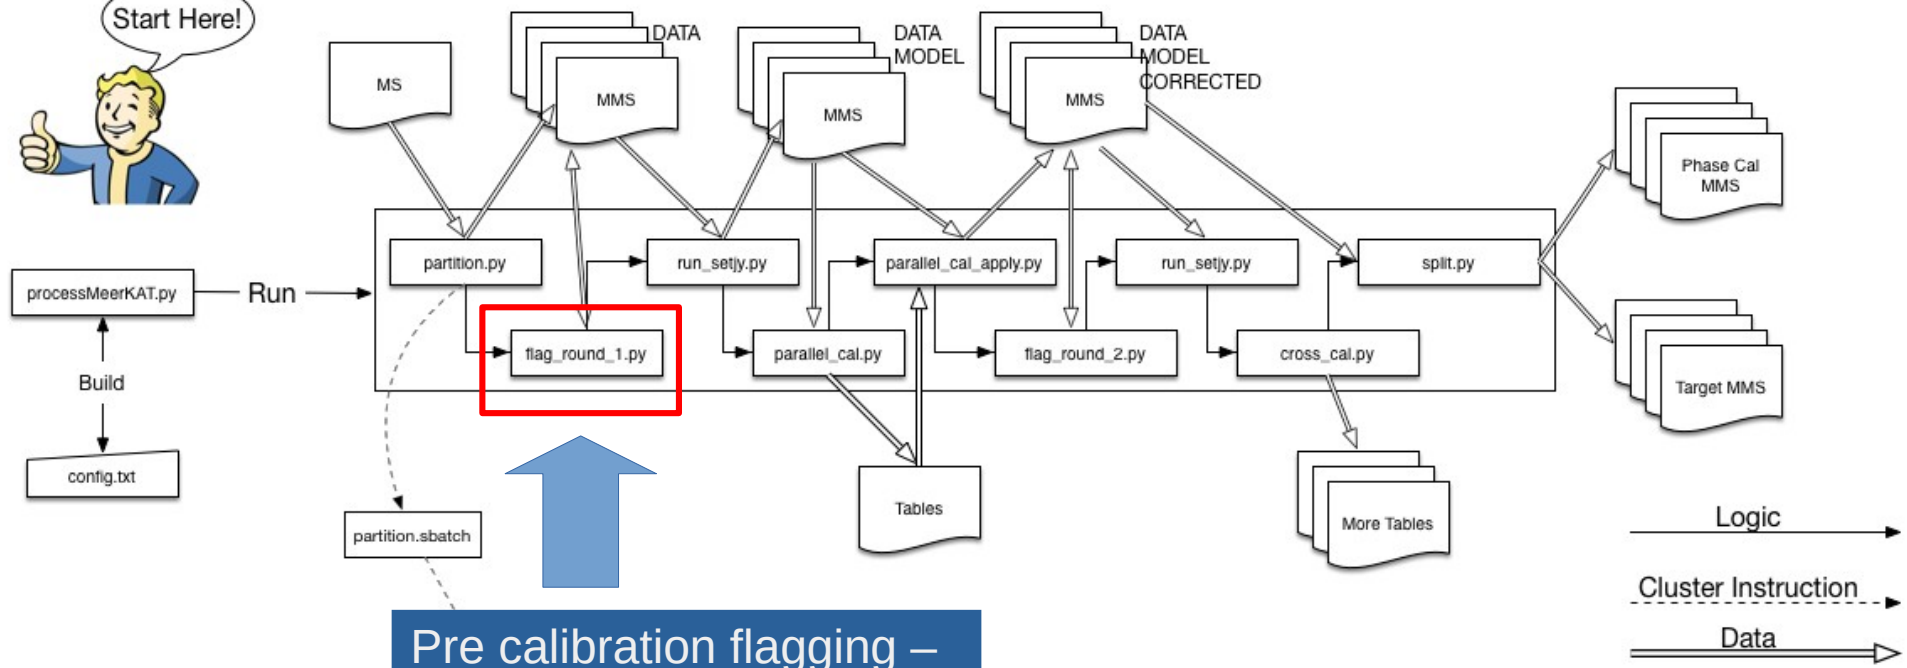 Start Here!
MS
DATA
MMS
DATA
MODEL
MMS
DATA
MODEL
CORRECTED
MMS
Phase Cal
MMS
partition.py
run_setjy.py
parallel_cal_apply.py
run_setjy.py
split.py
processMeerKAT.py
Run
flag_round_1.py
parallel_cal.py
flag_round_2.py
cross_cal.py
Target MMS
Build
config.txt
Tables
More Tables
partition.sbatch
Logic
Cluster Instruction
Data
Pre calibration flagging –